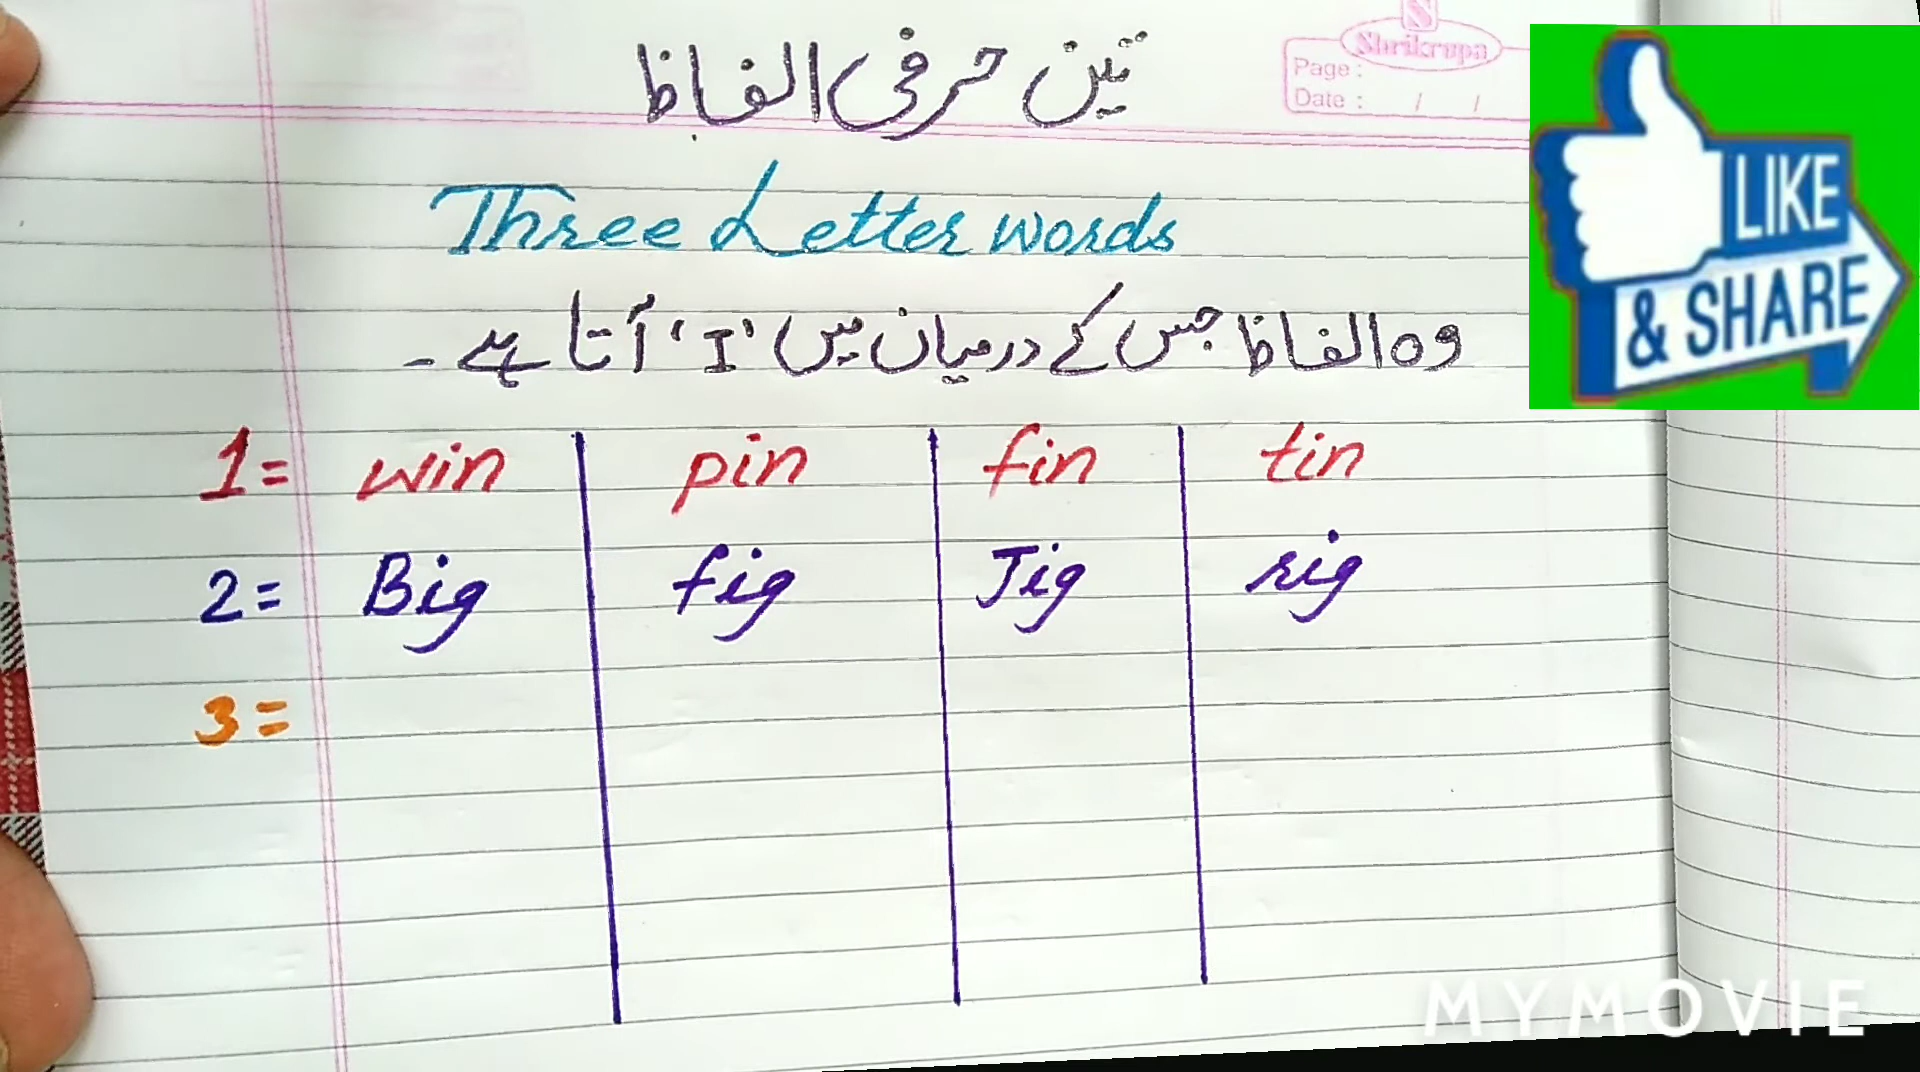 تین حرفی الفاظ
S
Shrikrupa
Page :
Date : / /
Three Letter words
وہ الفاظ جس کے درمیان میں 'I' آتا ہے ۔
1= win pin fin tin
2= Big fig Jig rig
3=
LIKE
& SHARE
MYMOVIE